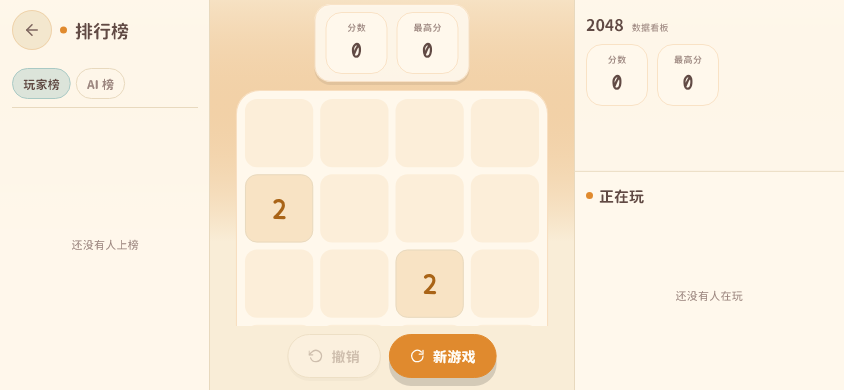 排行榜
玩家榜 AI 榜
还没有人上榜
分数 最高分
0 0
2
2
撤销 新游戏
2048 数据看板
分数 最高分
0 0
正在玩
还没有人在玩